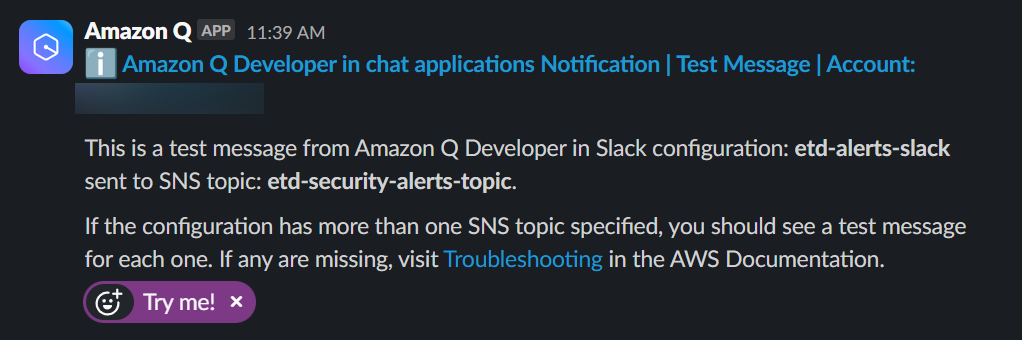 Amazon Q APP 11:39 AM
ℹ️ Amazon Q Developer in chat applications Notification | Test Message | Account:
This is a test message from Amazon Q Developer in Slack configuration: etd-alerts-slack
sent to SNS topic: etd-security-alerts-topic.
If the configuration has more than one SNS topic specified, you should see a test message
for each one. If any are missing, visit Troubleshooting in the AWS Documentation.
Try me! ×